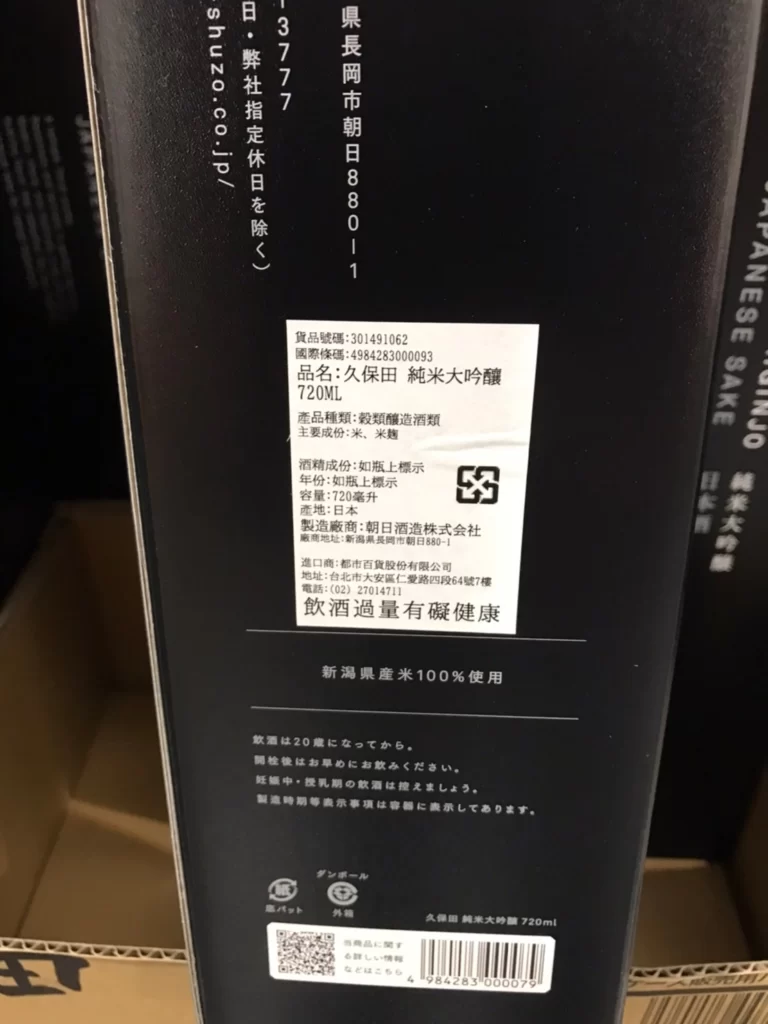 県長岡市朝日880-1
3777
日・弊社指定休日を除く)
shuzo.co.jp/
貨品號碼:301491062
國際條碼:4984283000093
品名:久保田 純米大吟釀
720ML
產品種類:穀類釀造酒類
主要成份:米、米麴
酒精成份:如瓶上標示
年份:如瓶上標示
容量:720毫升
產地:日本
製造廠商:朝日酒造株式会社
廠商地址:新潟県長岡市朝日880-1
進口商:都市百貨股份有限公司
地址:台北市大安區仁愛路四段64號7樓
電話:(02) 27014711
飲酒過量有礙健康
新潟県産米100%使用
飲酒は20歳になってから。
開栓後はお早めにお飲みください。
妊娠中・授乳期の飲酒は控えましょう。
製造時期等表示事項は容器に表示してあります。
ダンボール
紙
底パット
外箱
久保田 純米大吟醸 720ml
当商品に関す
る詳しい情報
などはこちら
4 984283 000079
JAPANESE SAKE
GINJO
純米大吟醸
日本酒